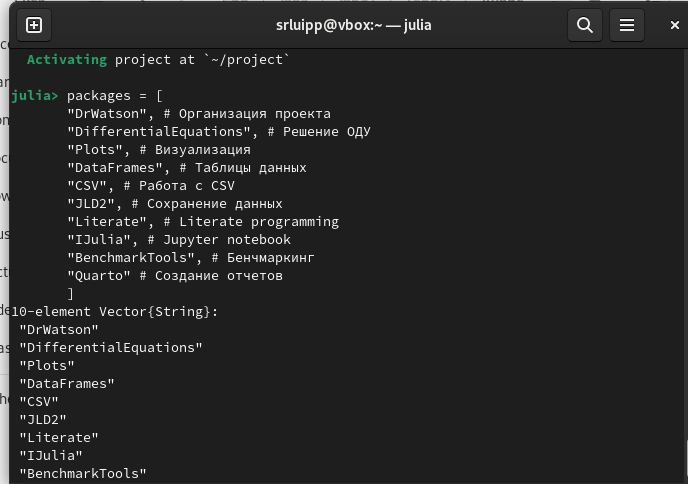 srluipp@vbox:~ — julia
Activating project at `~/project`
julia> packages = [
"DrWatson", # Организация проекта
"DifferentialEquations", # Решение ОДУ
"Plots", # Визуализация
"DataFrames", # Таблицы данных
"CSV", # Работа с CSV
"JLD2", # Сохранение данных
"Literate", # Literate programming
"IJulia", # Jupyter notebook
"BenchmarkTools", # Бенчмаркинг
"Quarto" # Создание отчетов
]
10-element Vector{String}:
"DrWatson"
"DifferentialEquations"
"Plots"
"DataFrames"
"CSV"
"JLD2"
"Literate"
"IJulia"
"BenchmarkTools"